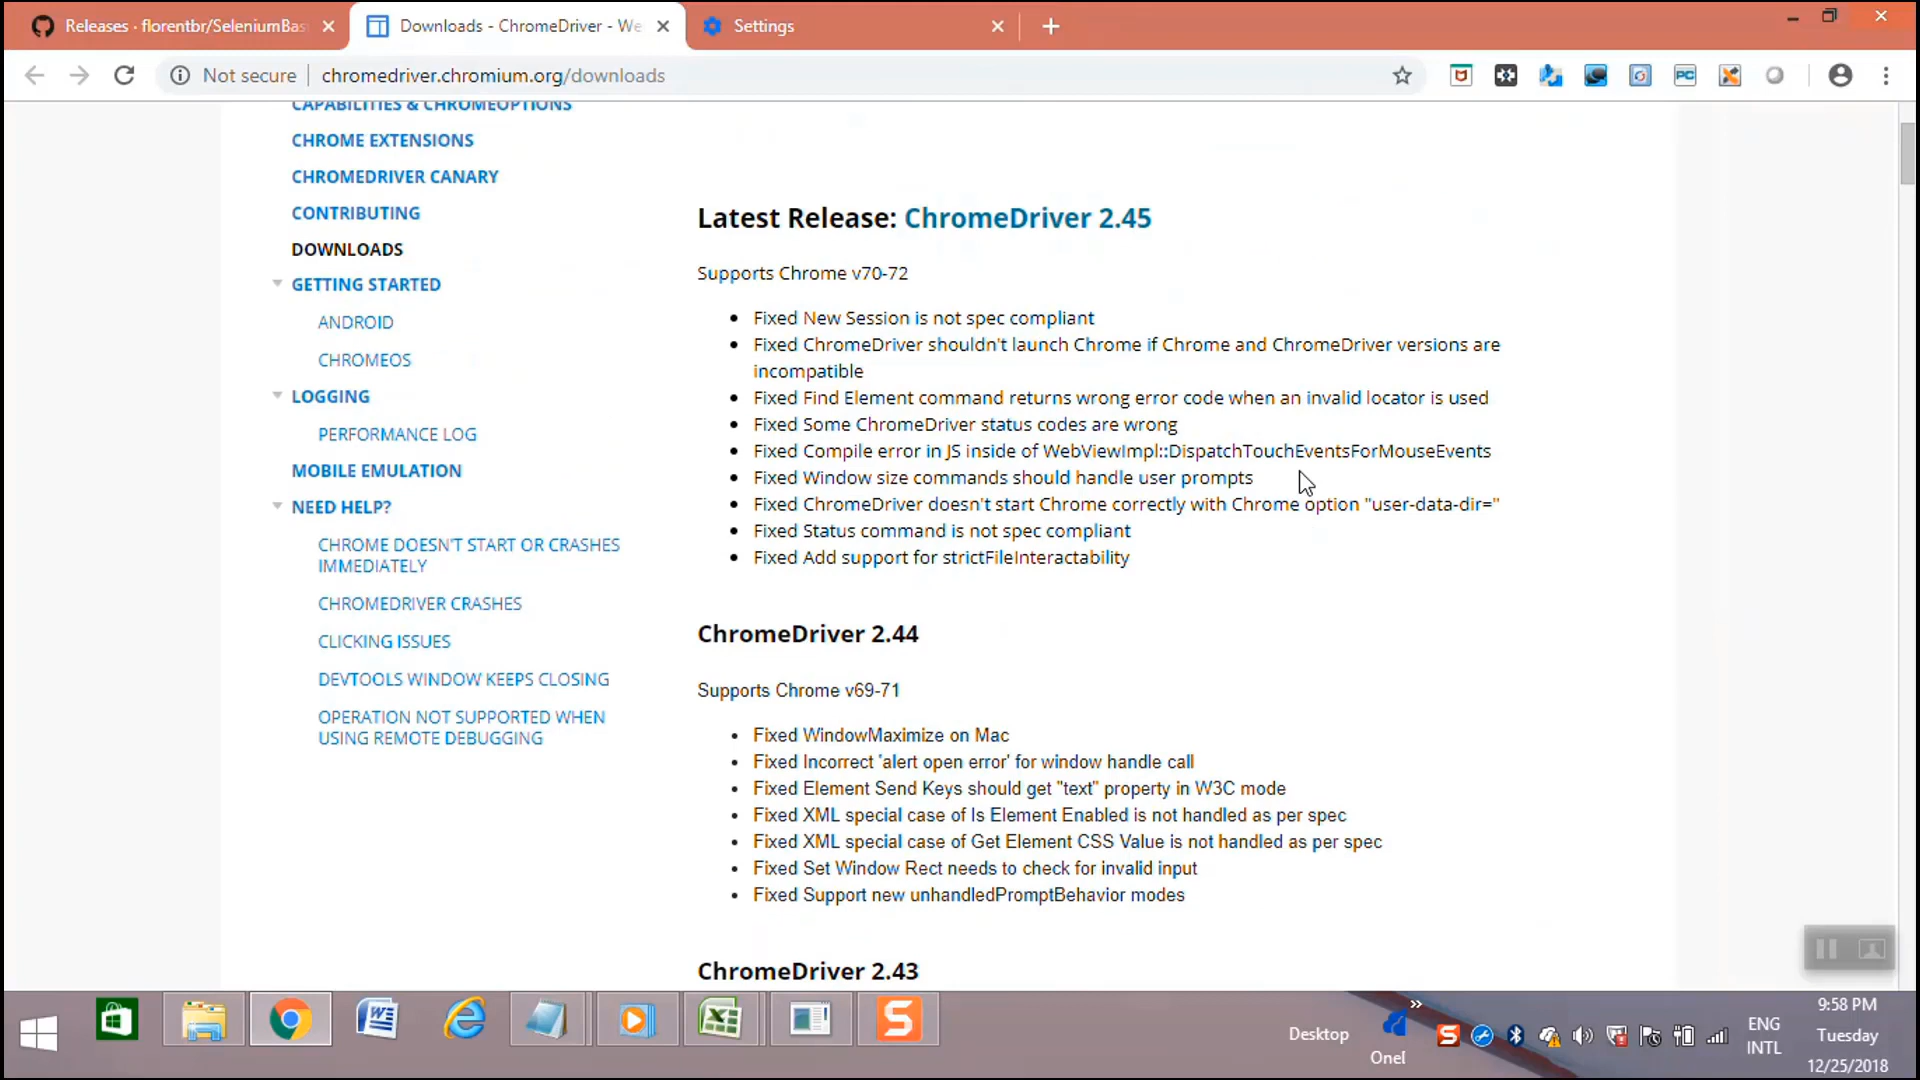 Releases · florentbr/SeleniumBas
Downloads - ChromeDriver - We
Settings
Not secure
chromedriver.chromium.org/downloads
PC
CAPABILITIES & CHROMEOPTIONS
CHROME EXTENSIONS
CHROMEDRIVER CANARY
CONTRIBUTING
DOWNLOADS
GETTING STARTED
ANDROID
CHROMEOS
LOGGING
PERFORMANCE LOG
MOBILE EMULATION
NEED HELP?
CHROME DOESN'T START OR CRASHES
IMMEDIATELY
CHROMEDRIVER CRASHES
CLICKING ISSUES
DEVTOOLS WINDOW KEEPS CLOSING
OPERATION NOT SUPPORTED WHEN
USING REMOTE DEBUGGING
Latest Release: ChromeDriver 2.45
Supports Chrome v70-72
Fixed New Session is not spec compliant
Fixed ChromeDriver shouldn't launch Chrome if Chrome and ChromeDriver versions are
incompatible
Fixed Find Element command returns wrong error code when an invalid locator is used
Fixed Some ChromeDriver status codes are wrong
Fixed Compile error in JS inside of WebViewImpl::DispatchTouchEventsForMouseEvents
Fixed Window size commands should handle user prompts
Fixed ChromeDriver doesn't start Chrome correctly with Chrome option "user-data-dir="
Fixed Status command is not spec compliant
Fixed Add support for strictFileInteractability
ChromeDriver 2.44
Supports Chrome v69-71
Fixed WindowMaximize on Mac
Fixed Incorrect 'alert open error' for window handle call
Fixed Element Send Keys should get "text" property in W3C mode
Fixed XML special case of Is Element Enabled is not handled as per spec
Fixed XML special case of Get Element CSS Value is not handled as per spec
Fixed Set Window Rect needs to check for invalid input
Fixed Support new unhandledPromptBehavior modes
ChromeDriver 2.43
Desktop
Onel
ENG
INTL
9:58 PM
Tuesday
12/25/2018